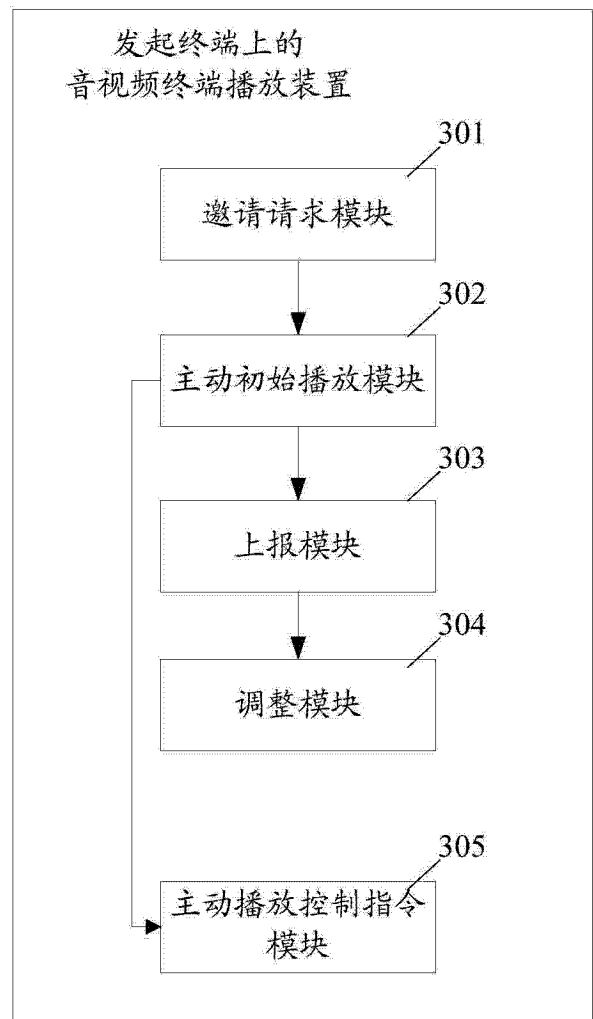 发起终端上的
音视频终端播放装置
301
邀请请求模块
302
主动初始播放模块
303
上报模块
304
调整模块
305
主动播放控制指令
模块